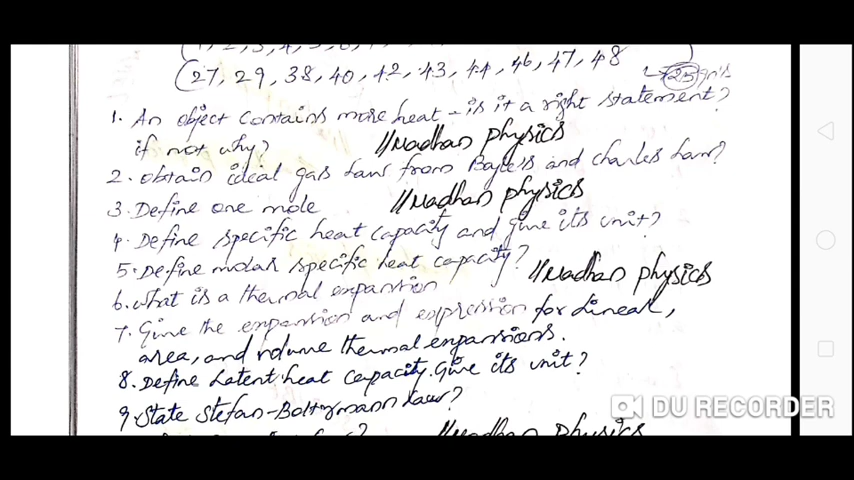 (27, 29, 38, 40, 42, 43, 44, 46, 47, 48
25
1. An object contains more heat - is it a right statement?
if not why? //Madhan physics
2. obtain ideal gas law from Boyle's and charles law?
3. Define one mole //Madhan physics
4. Define specific heat capacity and give its unit?
5. Define molar specific heat capacity?
6. what is a thermal expansion //Madhan physics
7. Give the expansion and expression for linear,
area, and volume thermal expansions.
8. Define Latent heat capacity. Give its unit?
9. State Stefan-Boltzmann Law?
DU RECORDER
//Madhan physics